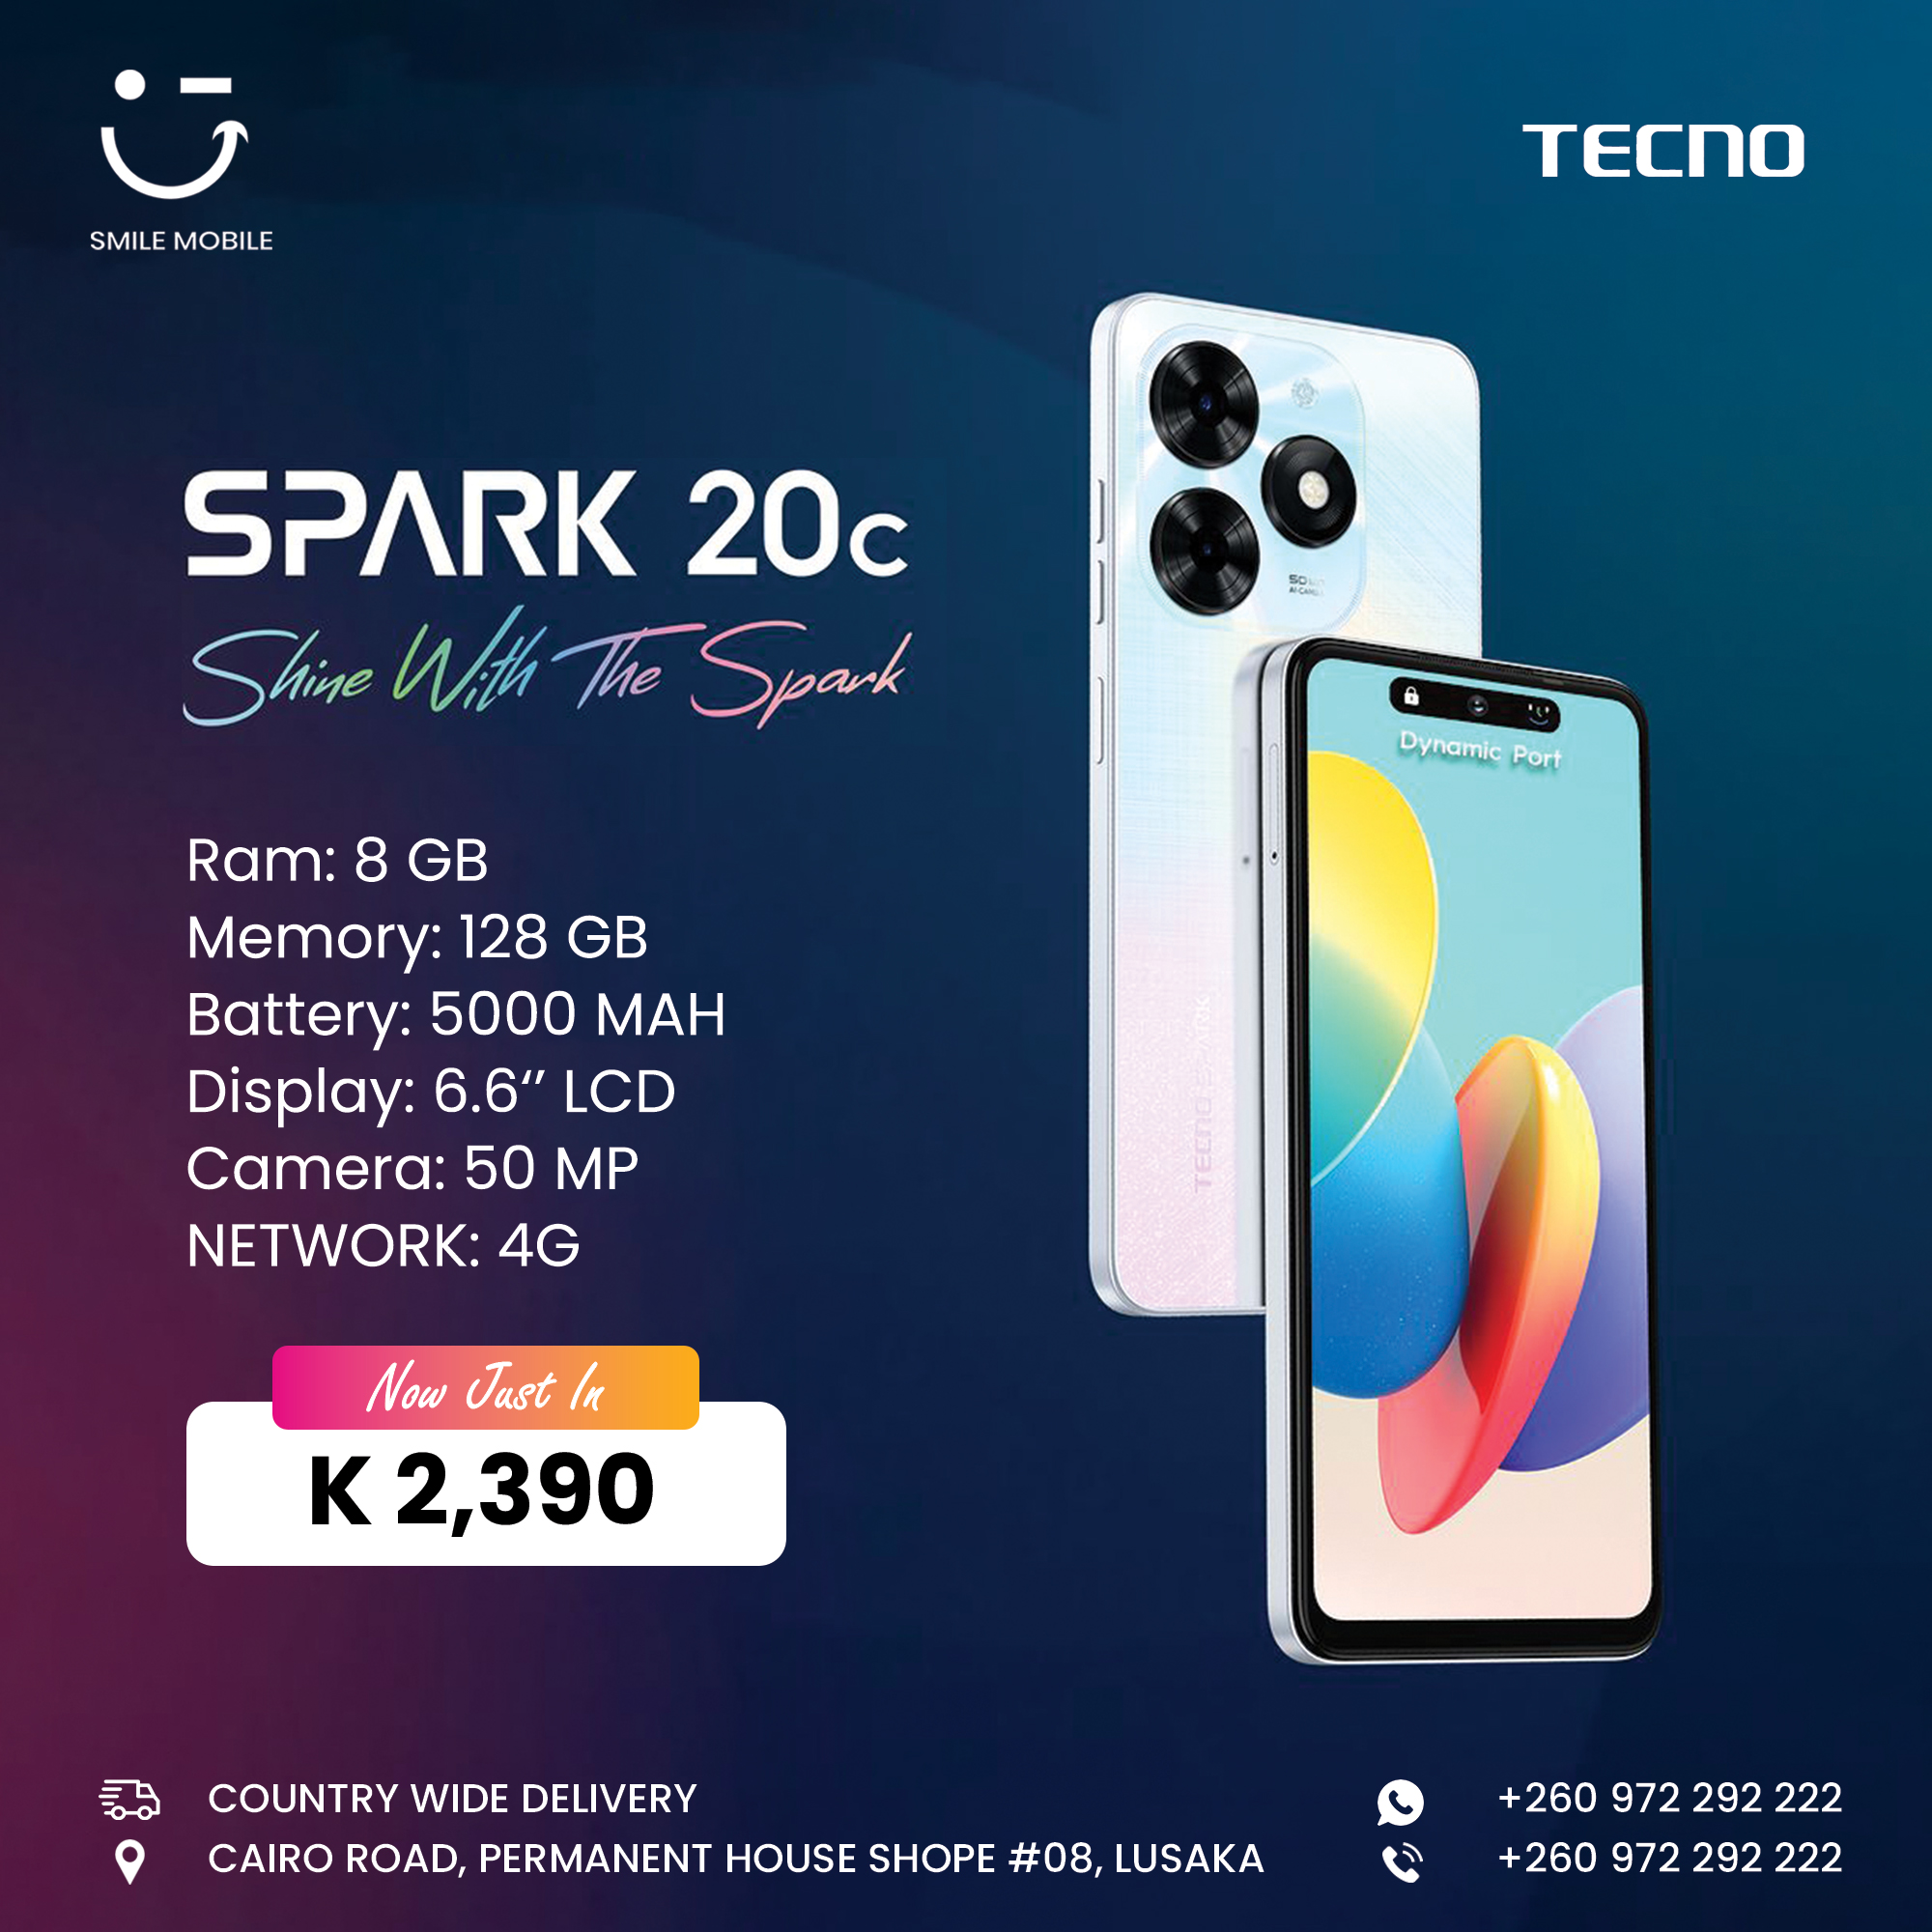 SMILE MOBILE
TECNO
SPARK 20c
Shine With The Spark
Ram: 8 GB
Memory: 128 GB
Battery: 5000 MAH
Display: 6.6‘’ LCD
Camera: 50 MP
NETWORK: 4G
Now Just In
K 2,390
Dynamic Port
TECNO SPARK
COUNTRY WIDE DELIVERY
CAIRO ROAD, PERMANENT HOUSE SHOPE #08, LUSAKA
+260 972 292 222
+260 972 292 222